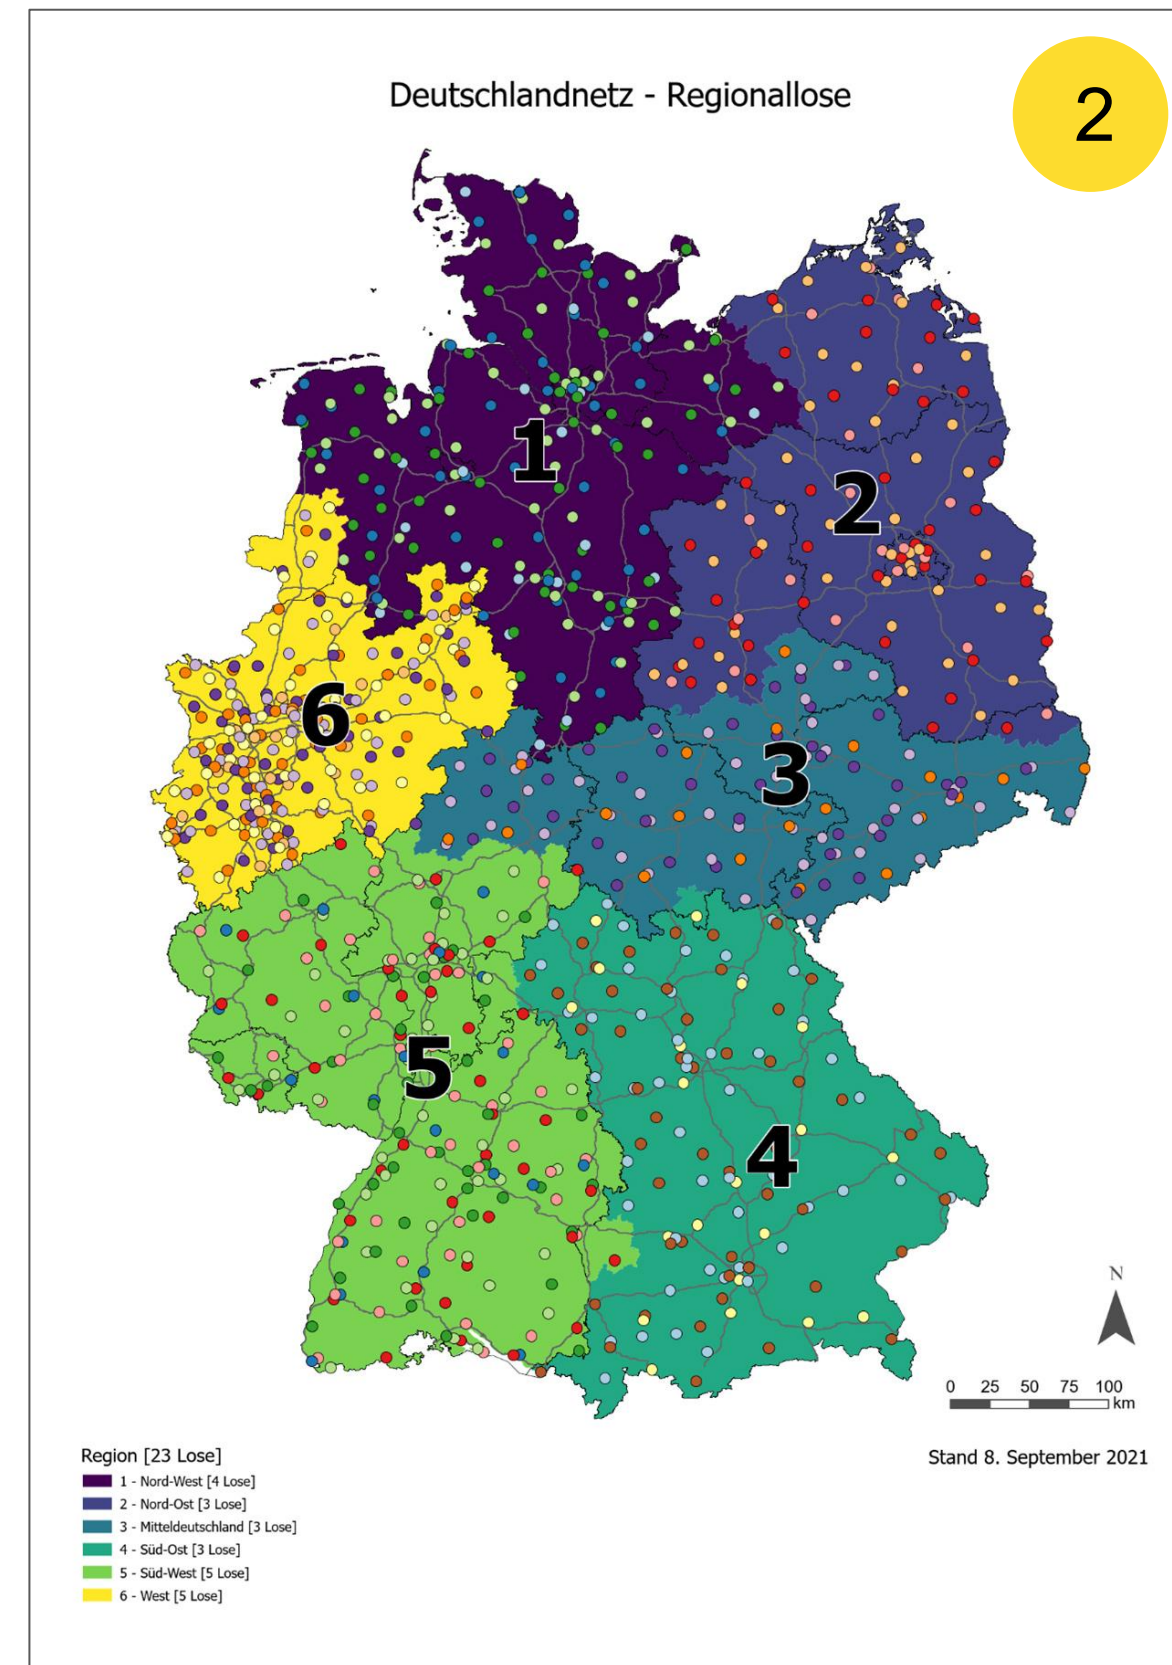 2
Deutschlandnetz - Regionallose
1
2
3
6
5
4
N
0 25 50 75 100
km
Region [23 Lose]
Stand 8. September 2021
1 - Nord-West [4 Lose]
2 - Nord-Ost [3 Lose]
3 - Mitteldeutschland [3 Lose]
4 - Süd-Ost [3 Lose]
5 - Süd-West [5 Lose]
6 - West [5 Lose]